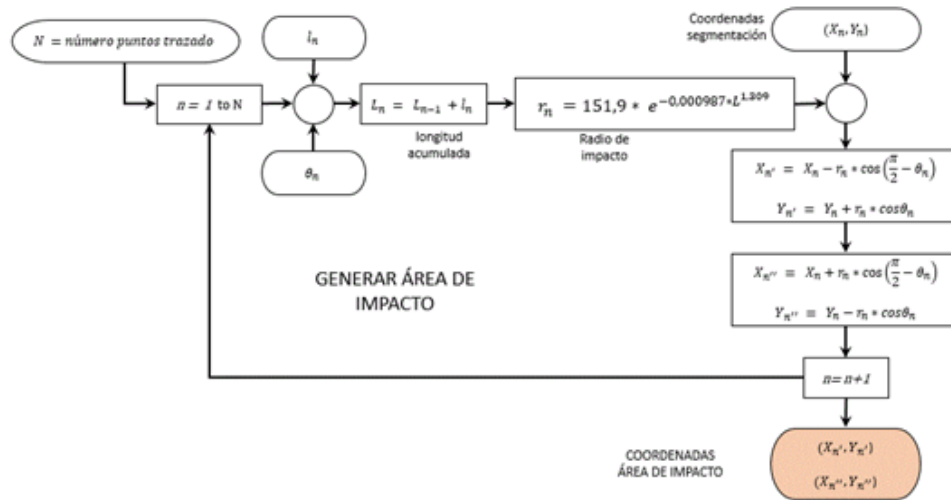 N = número puntos trazado
l_n
Coordenadas
segmentación
(X_n, Y_n)
n = 1 to N
L_n = L_{n-1} + l_n
r_n = 151,9 * e^{-0,000987*L^{1,209}}
longitud
acumulada
Radio de
impacto
θ_n
X_{n'} = X_n − r_n * cos(π/2 − θ_n)
Y_{n'} = Y_n + r_n * cosθ_n
GENERAR ÁREA DE
IMPACTO
X_{n''} = X_n + r_n * cos(π/2 − θ_n)
Y_{n''} = Y_n − r_n * cosθ_n
n= n+1
COORDENADAS
ÁREA DE IMPACTO
(X_{n'}, Y_{n'})
(X_{n''}, Y_{n''})